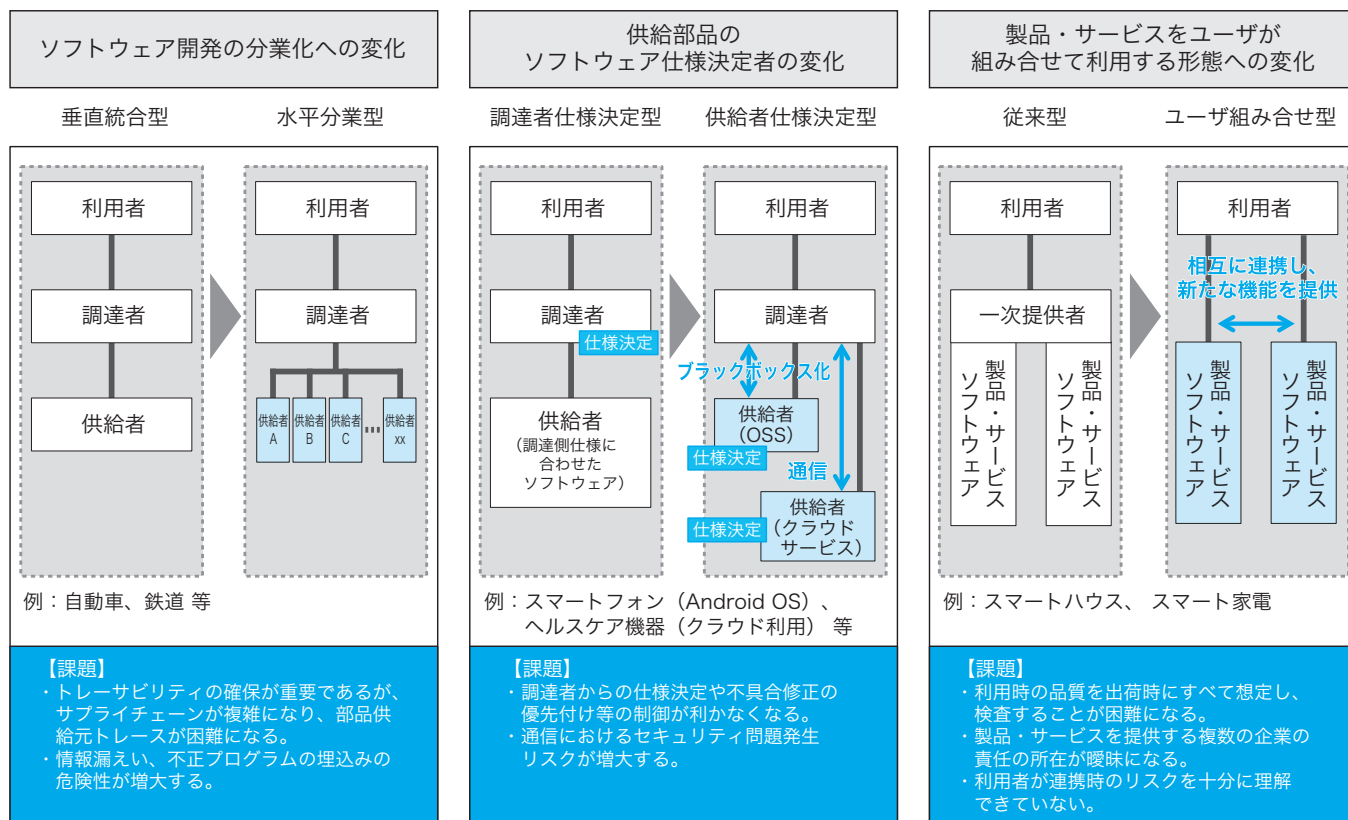 ソフトウェア開発の分業化への変化
垂直統合型
水平分業型
利用者
調達者
供給者
利用者
調達者
供給者
A
供給者
B
供給者
C
…
供給者
xx
例：自動車、鉄道 等
【課題】
・トレーサビリティの確保が重要であるが、
サプライチェーンが複雑になり、部品供
給元トレースが困難になる。
・情報漏えい、不正プログラムの埋込みの
危険性が増大する。
供給部品の
ソフトウェア仕様決定者の変化
調達者仕様決定型
供給者仕様決定型
利用者
調達者
仕様決定
供給者
（調達側仕様に
合わせた
ソフトウェア）
利用者
調達者
ブラックボックス化
供給者
（OSS）
仕様決定
通信
供給者
（クラウド
サービス）
仕様決定
例：スマートフォン（Android OS）、
ヘルスケア機器（クラウド利用） 等
【課題】
・調達者からの仕様決定や不具合修正の
優先付け等の制御が利かなくなる。
・通信におけるセキュリティ問題発生
リスクが増大する。
製品・サービスをユーザが
組み合せて利用する形態への変化
従来型
ユーザ組み合せ型
利用者
一次提供者
製品・サービス
ソフトウェア
製品・サービス
ソフトウェア
利用者
相互に連携し、
新たな機能を提供
製品・サービス
ソフトウェア
製品・サービス
ソフトウェア
例：スマートハウス、 スマート家電
【課題】
・利用時の品質を出荷時にすべて想定し、
検査することが困難になる。
・製品・サービスを提供する複数の企業の
責任の所在が曖昧になる。
・利用者が連携時のリスクを十分に理解
できていない。